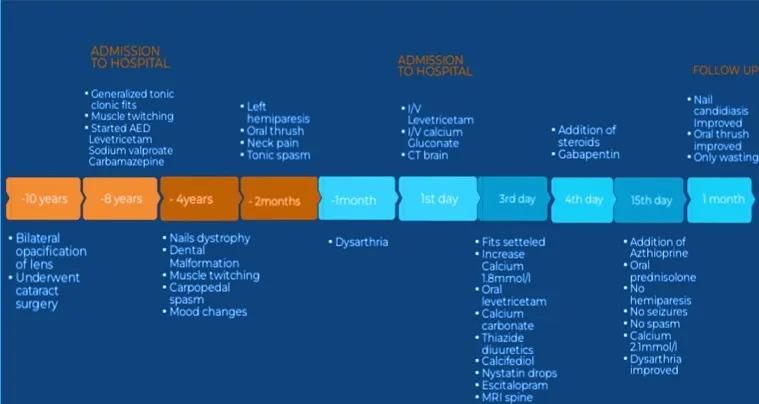 ADMISSION
TO HOSPITAL
• Generalized tonic
clonic fits
• Muscle twitching
• Started AED
Levetricetam
Sodium valproate
Carbamazepine
• Left
hemiparesis
• Oral thrush
• Neck pain
• Tonic spasm
ADMISSION
TO HOSPITAL
• I/V
Levetricetam
• I/V calcium
Gluconate
• CT brain
• Addition of
steroids
• Gabapentin
FOLLOW UP
• Nail
candidiasis
Improved
• Oral thrush
improved
• Only wasting
-10 years
-8 years
- 4years
- 2months
-1month
1st day
3rd day
4th day
15th day
1 month
• Bilateral
opacification
of lens
• Underwent
cataract
surgery
• Nails dystrophy
• Dental
Malformation
• Muscle twitching
• Carpopedal
spasm
• Mood changes
• Dysarthria
• Fits setteled
• Increase
Calcium
1.8mmol/l
• Oral
levetricetam
• Calcium
carbonate
• Thiazide
diuuretics
• Calcifediol
• Nystatin drops
• Escitalopram
• MRI spine
• Addition of
Azthioprine
• Oral
prednisolone
• No
hemiparesis
• No seizures
• No spasm
• Calcium
2.1mmol/l
• Dysarthria
improved